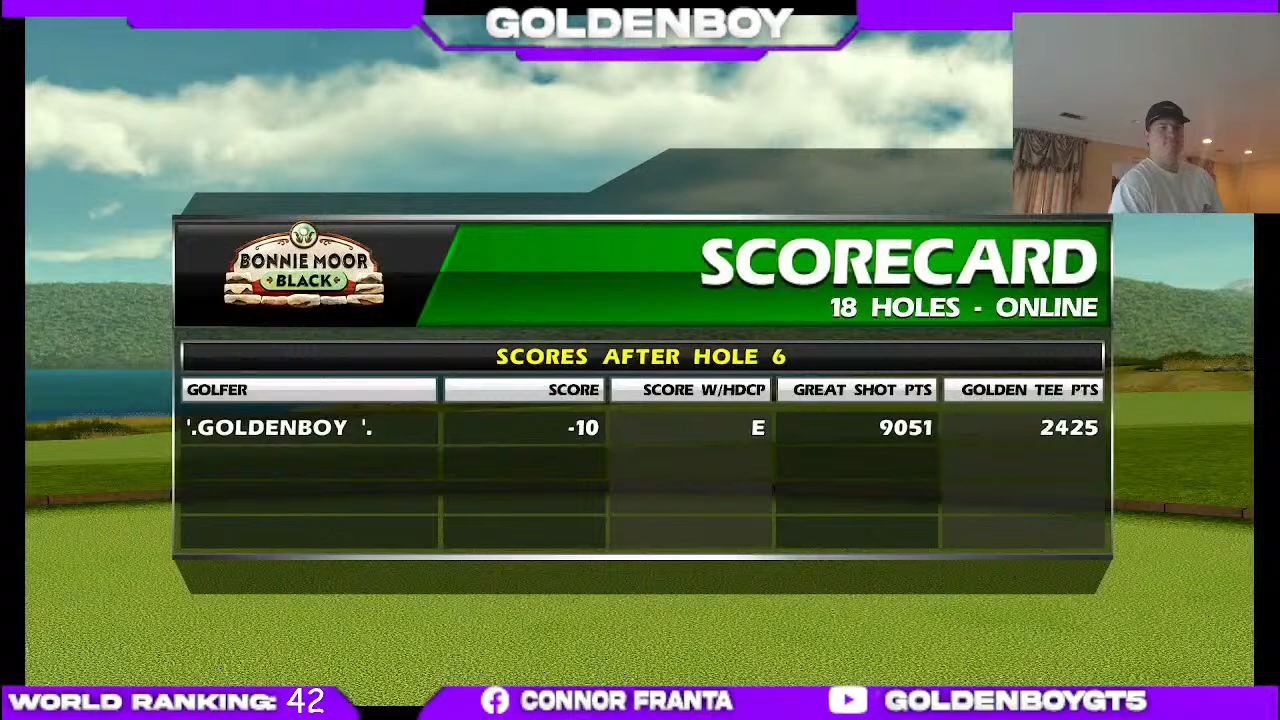 GOLDENBOY
BONNIE MOOR
BLACK
SCORECARD
18 HOLES - ONLINE
SCORES AFTER HOLE 6
GOLFER SCORE SCORE W/HDCP GREAT SHOT PTS GOLDEN TEE PTS
'.GOLDENBOY '. -10 E 9051 2425
WORLD RANKING: 42 CONNOR FRANTA GOLDENBOYGT5